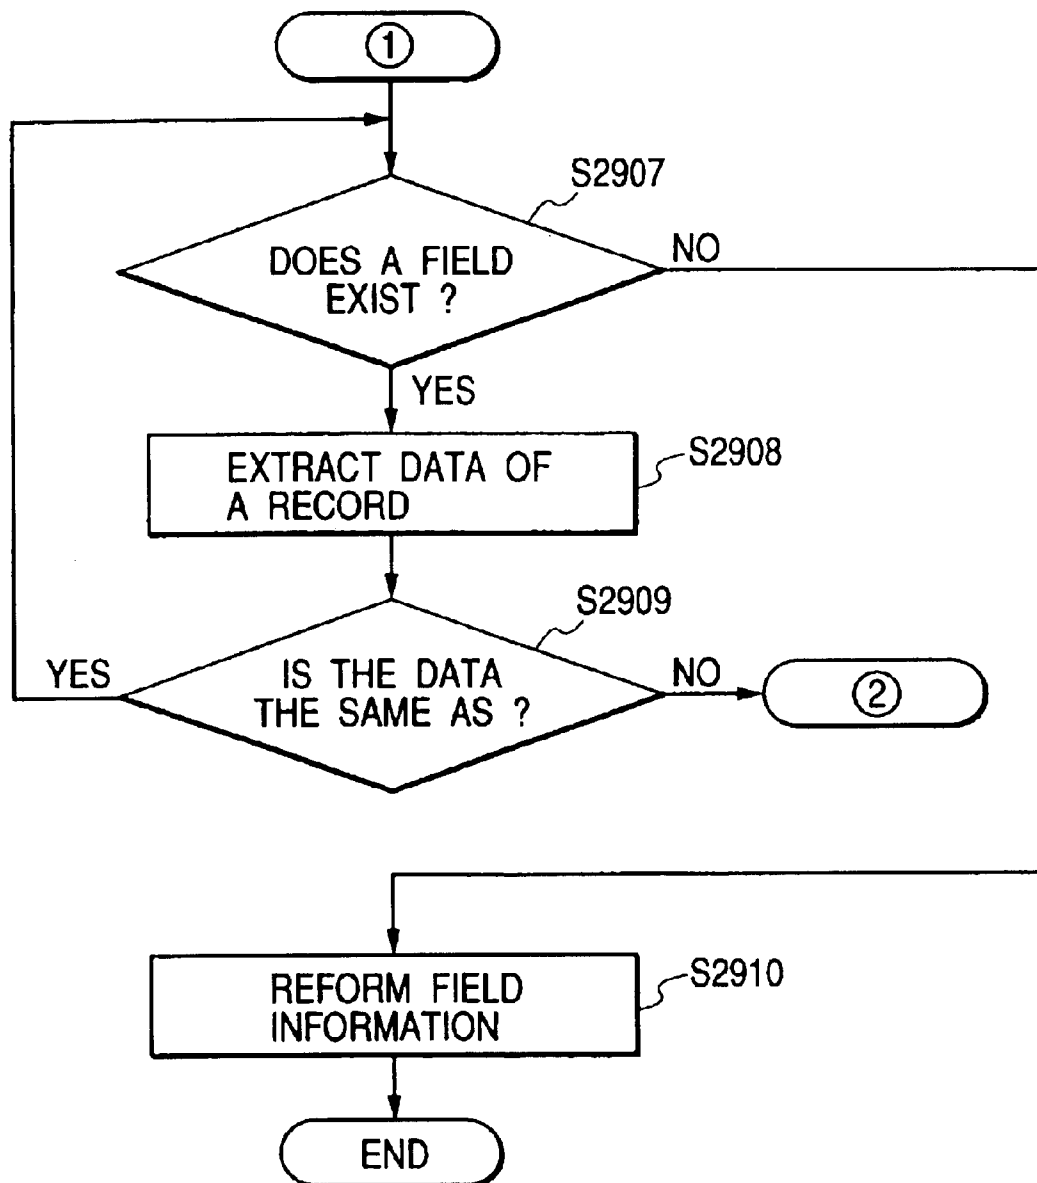 1
S2907
DOES A FIELD
EXIST ?
NO
YES
EXTRACT DATA OF
A RECORD
S2908
S2909
YES
IS THE DATA
THE SAME AS ?
NO
2
REFORM FIELD
INFORMATION
S2910
END